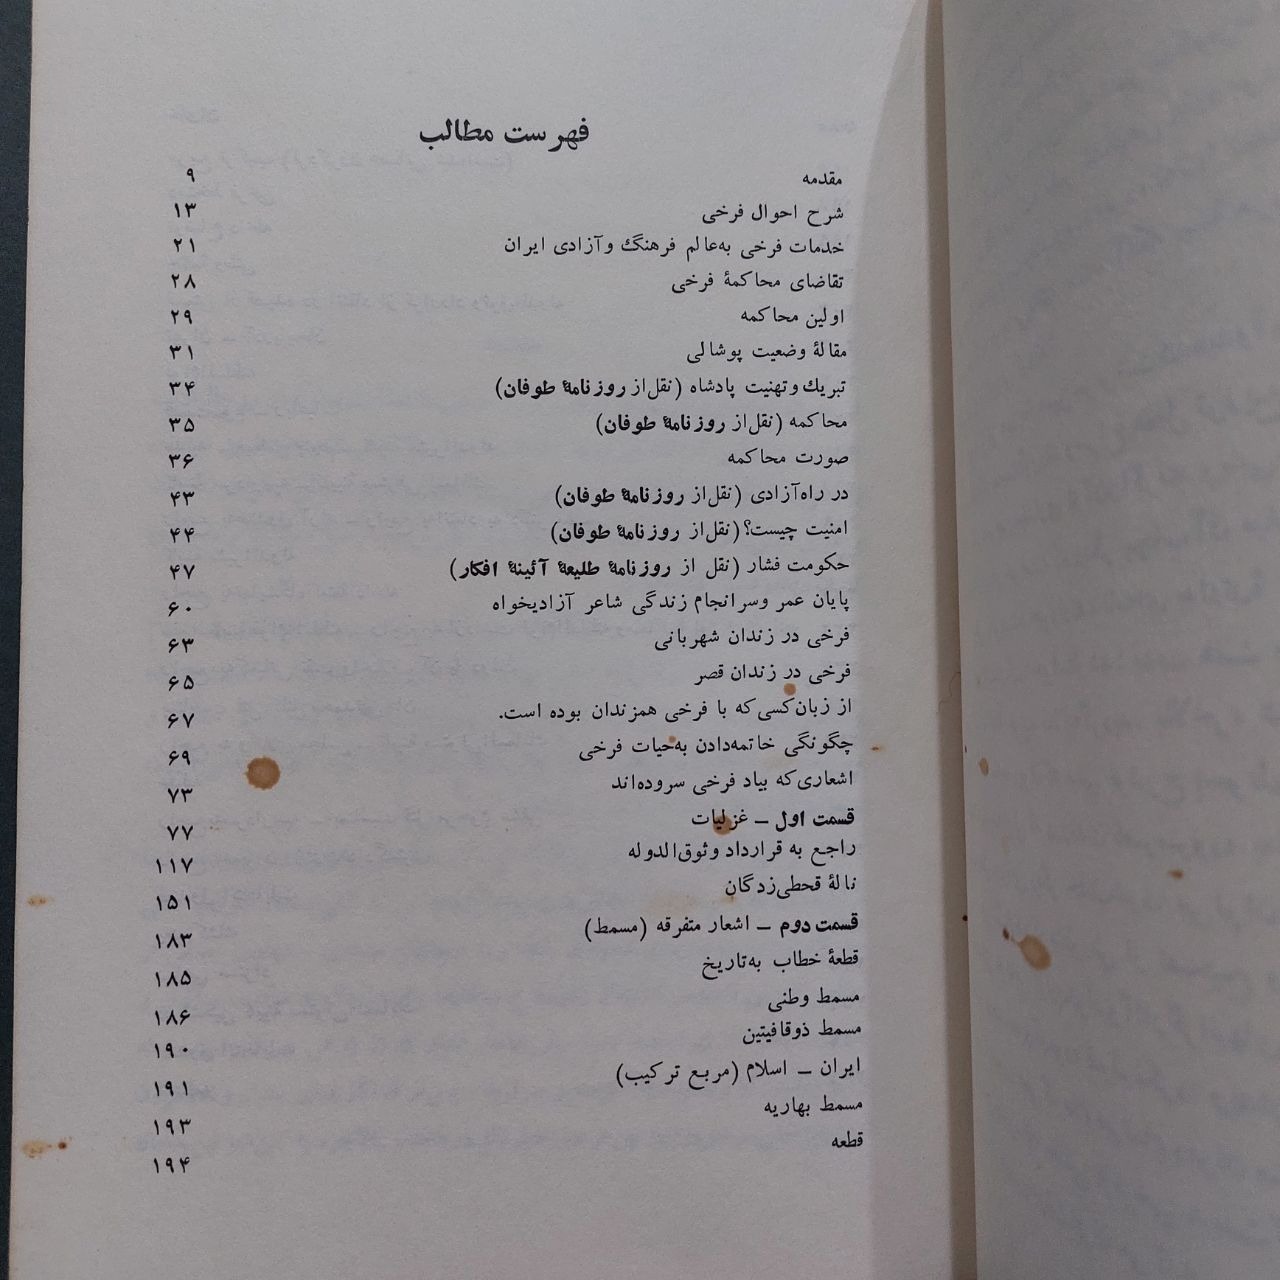 فهرست مطالب
مقدمه ۹
شرح احوال فرخی ۱۳
خدمات فرخی به‌عالم فرهنگ و آزادی ایران ۲۱
تقاضای محاکمهٔ فرخی ۲۸
اولین محاکمه ۲۹
مقالهٔ وضعیت پوشالی ۳۱
تبریك وتهنیت پادشاه (نقل‌از روزنامهٔ طوفان) ۳۴
محاکمه (نقل‌از روزنامهٔ طوفان) ۳۵
صورت محاکمه ۳۶
در راه‌آزادی (نقل‌از روزنامهٔ طوفان) ۴۳
امنیت چیست؟ (نقل‌از روزنامهٔ طوفان) ۴۴
حکومت فشار (نقل از روزنامهٔ طلیعهٔ آئینهٔ افکار) ۴۷
پایان عمر وسرانجام زندگی شاعر آزادیخواه ۶۰
فرخی در زندان شهربانی ۶۳
فرخی در زندان قصر ۶۵
از زبان‌کسی‌که با فرخی همزندان بوده است. ۶۷
چگونگی خاتمه‌دادن به‌حیات فرخی ۶۹
اشعاری‌که بیاد فرخی سروده‌اند ۷۳
قسمت اول ـ غزلیات ۷۷
راجع به قرارداد وثوق‌الدوله ۱۱۷
نالهٔ قحطی‌زدگان ۱۵۱
قسمت دوم ـ اشعار متفرقه (مسمط) ۱۸۳
قطعهٔ خطاب به‌تاریخ ۱۸۵
مسمط وطنی ۱۸۶
مسمط ذوقافیتین ۱۹۰
ایران ـ اسلام (مربع ترکیب) ۱۹۱
مسمط بهاریه ۱۹۳
قطعه ۱۹۴